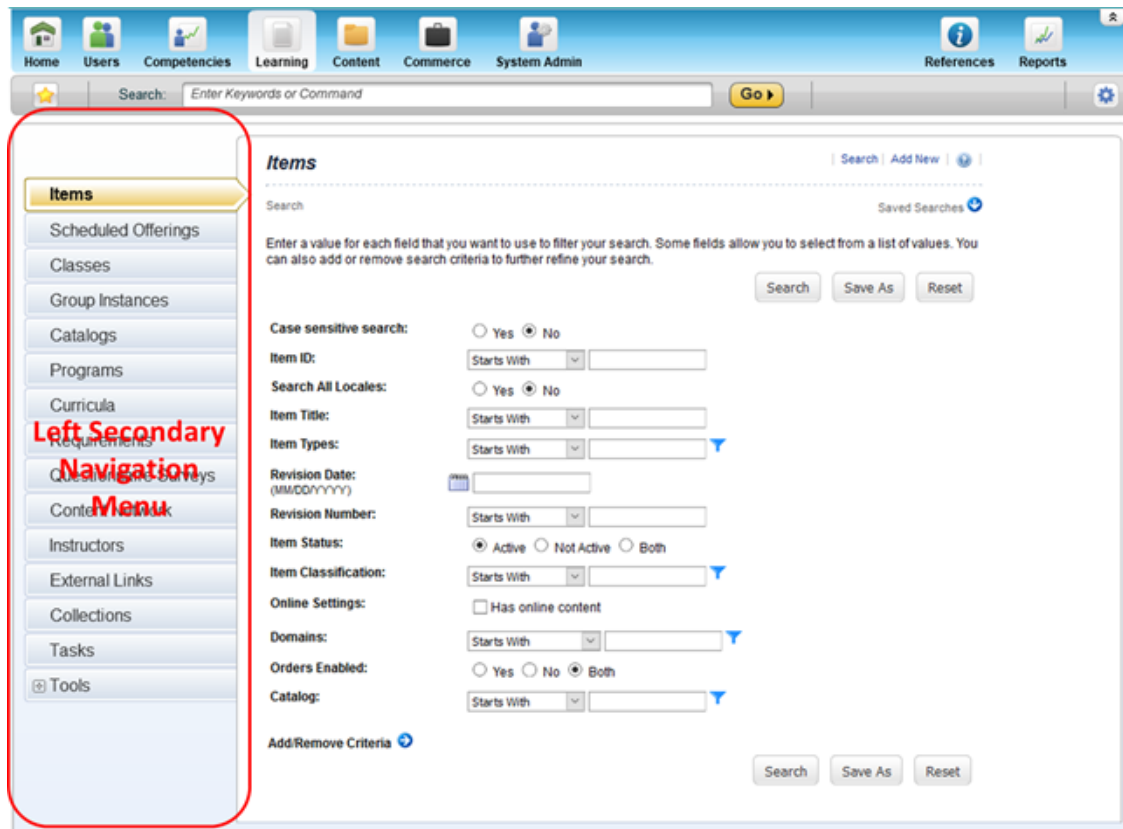 Home Users Competencies Learning Content Commerce System Admin References Reports
Search: Enter Keywords or Command Go
Items
Scheduled Offerings
Classes
Group Instances
Catalogs
Programs
Curricula
Requirements
Questionnaire Surveys
Content Network
Instructors
External Links
Collections
Tasks
Tools
Left Secondary
Navigation
Menu
Items
Search Add New
Search
Saved Searches
Enter a value for each field that you want to use to filter your search. Some fields allow you to select from a list of values. You
can also add or remove search criteria to further refine your search.
Search Save As Reset
Case sensitive search: Yes No
Item ID: Starts With
Search All Locales: Yes No
Item Title: Starts With
Item Types: Starts With
Revision Date:
(MM/DD/YYYY)
Revision Number: Starts With
Item Status: Active Not Active Both
Item Classification: Starts With
Online Settings: Has online content
Domains: Starts With
Orders Enabled: Yes No Both
Catalog: Starts With
Add/Remove Criteria
Search Save As Reset